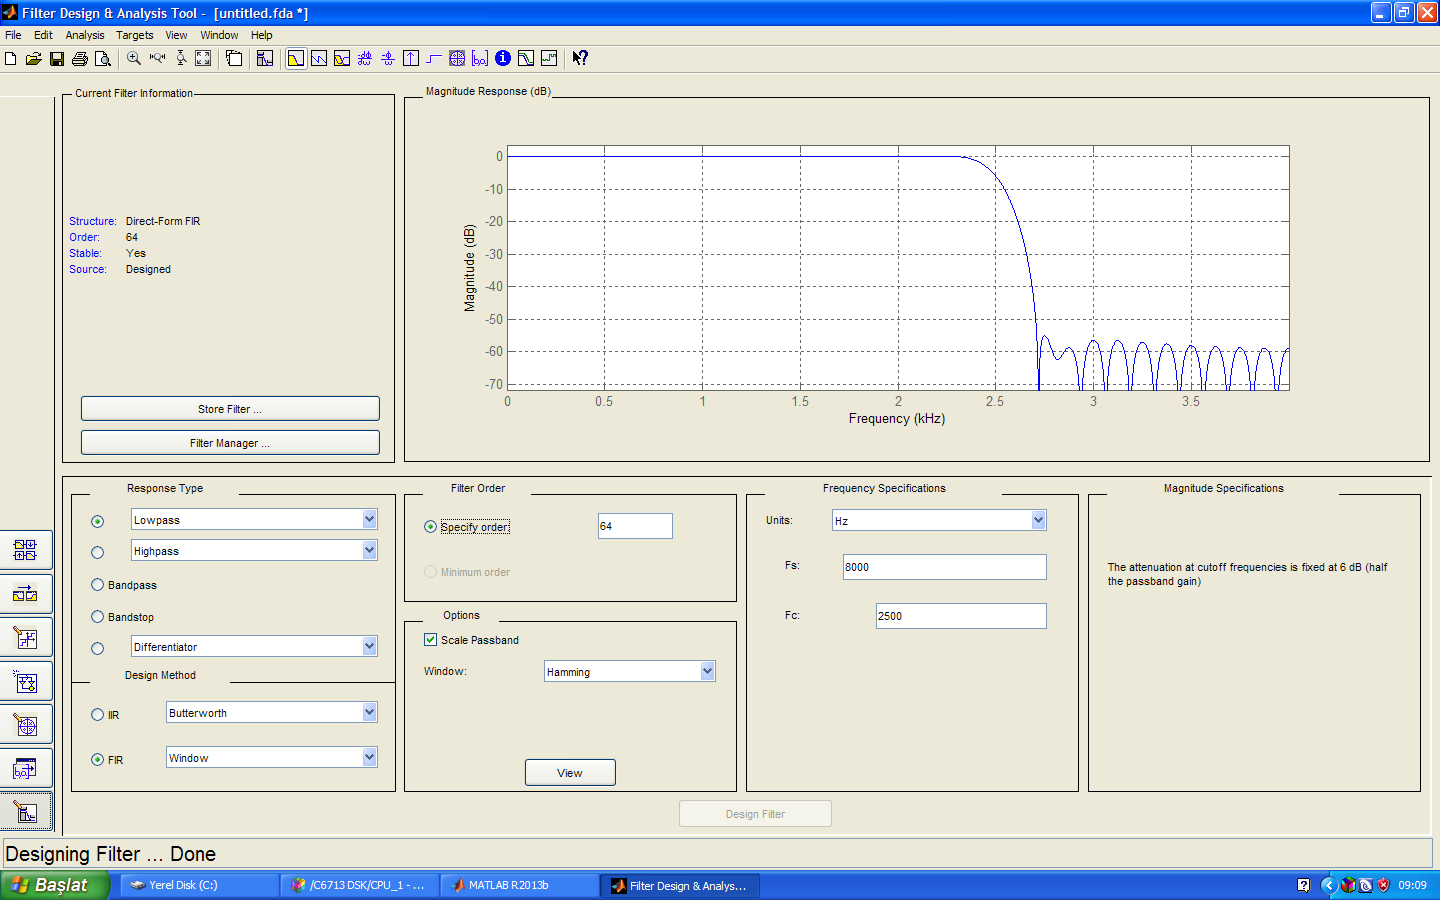 Filter Design & Analysis Tool - [untitled.fda *]
File Edit Analysis Targets View Window Help
Current Filter Information
Structure: Direct-Form FIR
Order: 64
Stable: Yes
Source: Designed
Store Filter ...
Filter Manager ...
Magnitude Response (dB)
0
-10
-20
-30
-40
-50
-60
-70
Magnitude (dB)
0 0.5 1 1.5 2 2.5 3 3.5
Frequency (kHz)
Response Type
Lowpass
Highpass
Bandpass
Bandstop
Differentiator
Design Method
IIR Butterworth
FIR Window
Filter Order
Specify order: 64
Minimum order
Options
Scale Passband
Window: Hamming
View
Frequency Specifications
Units: Hz
Fs: 8000
Fc: 2500
Magnitude Specifications
The attenuation at cutoff frequencies is fixed at 6 dB (half
the passband gain)
Design Filter
Designing Filter ... Done
Başlat
Yerel Disk (C:)
/C6713 DSK/CPU_1 - ...
MATLAB R2013b
Filter Design & Analys...
09:09